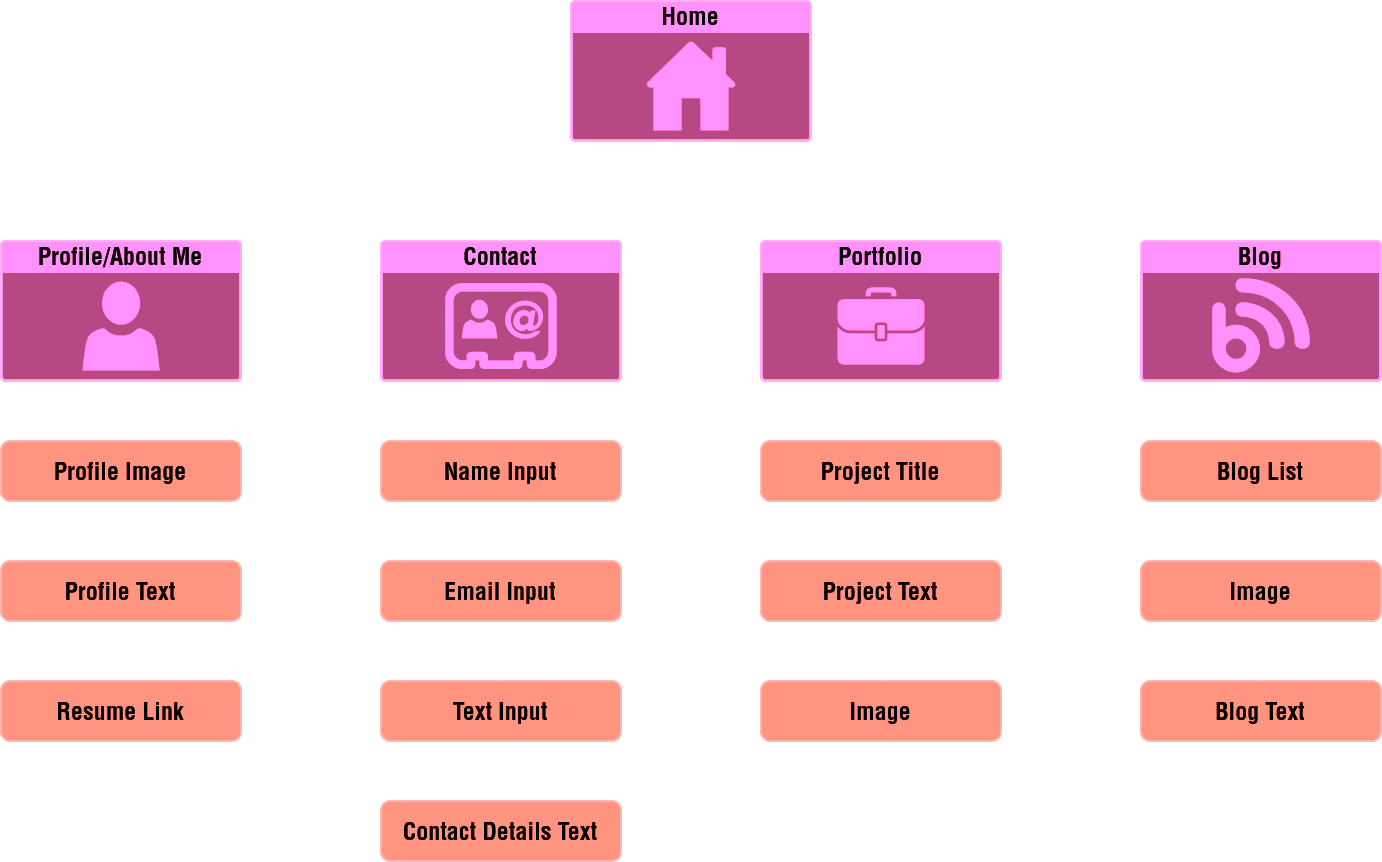 Home
Profile/About Me
Contact
Portfolio
Blog
Profile Image
Name Input
Project Title
Blog List
Profile Text
Email Input
Project Text
Image
Resume Link
Text Input
Image
Blog Text
Contact Details Text